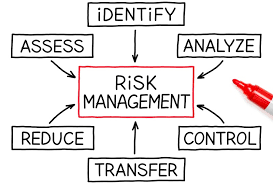 iDENTiFY
ASSESS
ANALYZE
RiSK
MANAGEMENT
REDUCE
CONTROL
TRANSFER